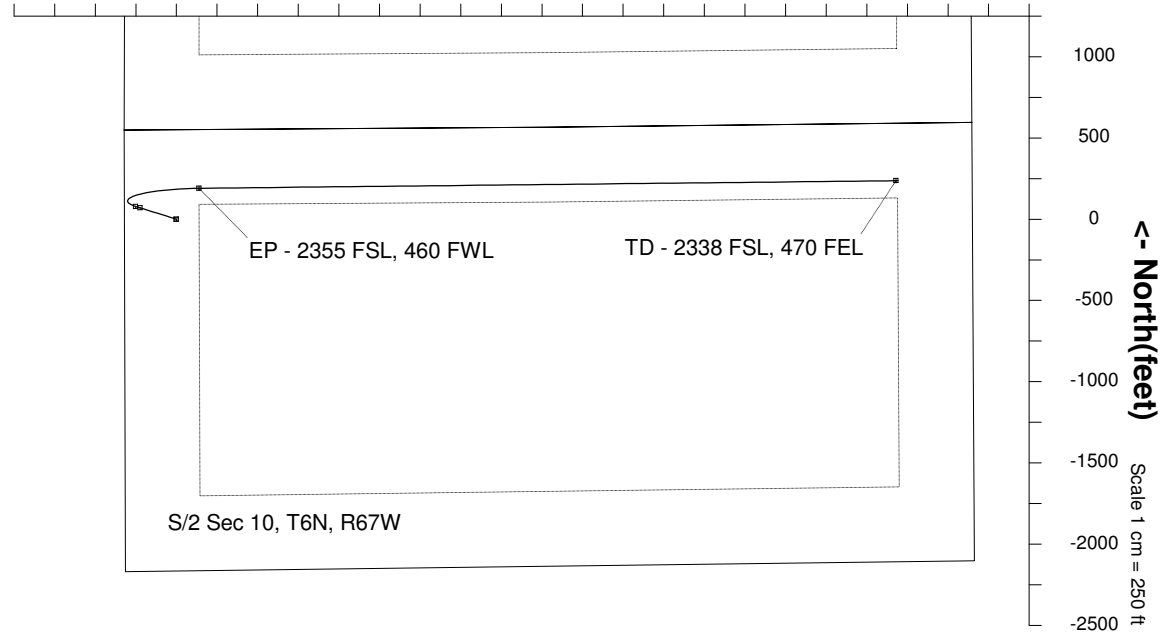 1000
500
0
EP - 2355 FSL, 460 FWL
TD - 2338 FSL, 470 FEL
-500
-1000
-1500
S/2 Sec 10, T6N, R67W
-2000
-2500
<- North(feet)
Scale 1 cm = 250 ft